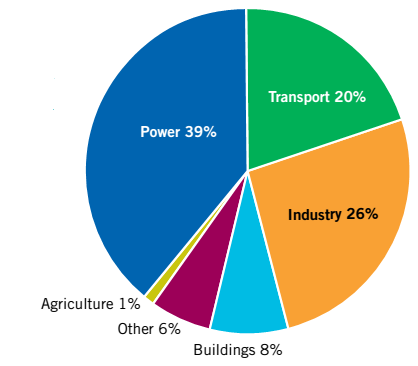 Transport 20%
Power 39%
Industry 26%
Agriculture 1%
Other 6%
Buildings 8%